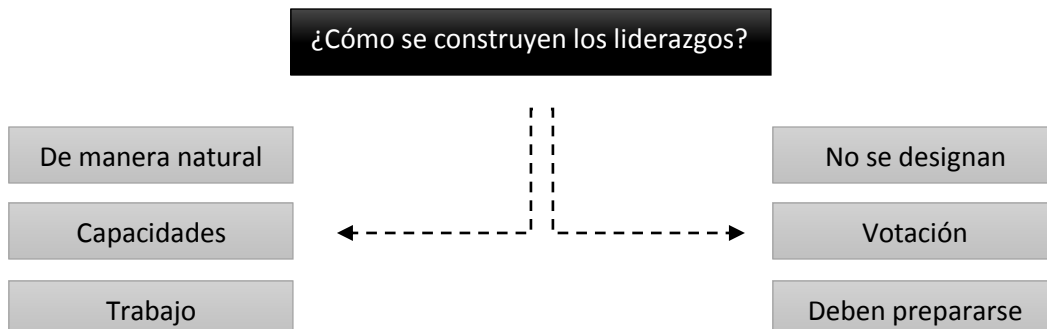 ¿Cómo se construyen los liderazgos?
De manera natural
No se designan
Capacidades
Votación
Trabajo
Deben prepararse